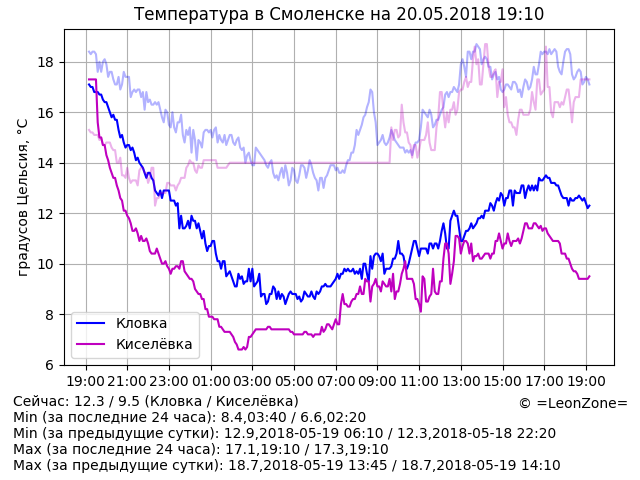 Температура в Смоленске на 20.05.2018 19:10
градусов Цельсия, °C
18
16
14
12
10
8
6
Кловка
Киселёвка
19:00 21:00 23:00 01:00 03:00 05:00 07:00 09:00 11:00 13:00 15:00 17:00 19:00
Сейчас: 12.3 / 9.5 (Кловка / Киселёвка)
© =LeonZone=
Min (за последние 24 часа): 8.4,03:40 / 6.6,02:20
Min (за предыдущие сутки): 12.9,2018-05-19 06:10 / 12.3,2018-05-18 22:20
Max (за последние 24 часа): 17.1,19:10 / 17.3,19:10
Max (за предыдущие сутки): 18.7,2018-05-19 13:45 / 18.7,2018-05-19 14:10